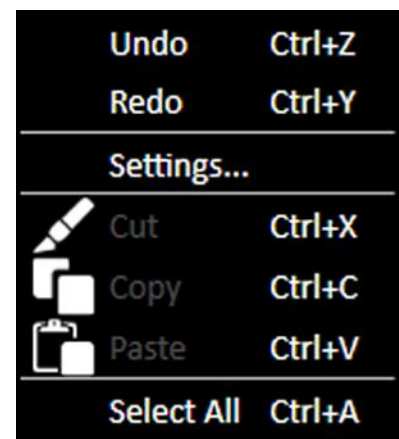 Undo Ctrl+Z
Redo Ctrl+Y
Settings...
Cut Ctrl+X
Copy Ctrl+C
Paste Ctrl+V
Select All Ctrl+A